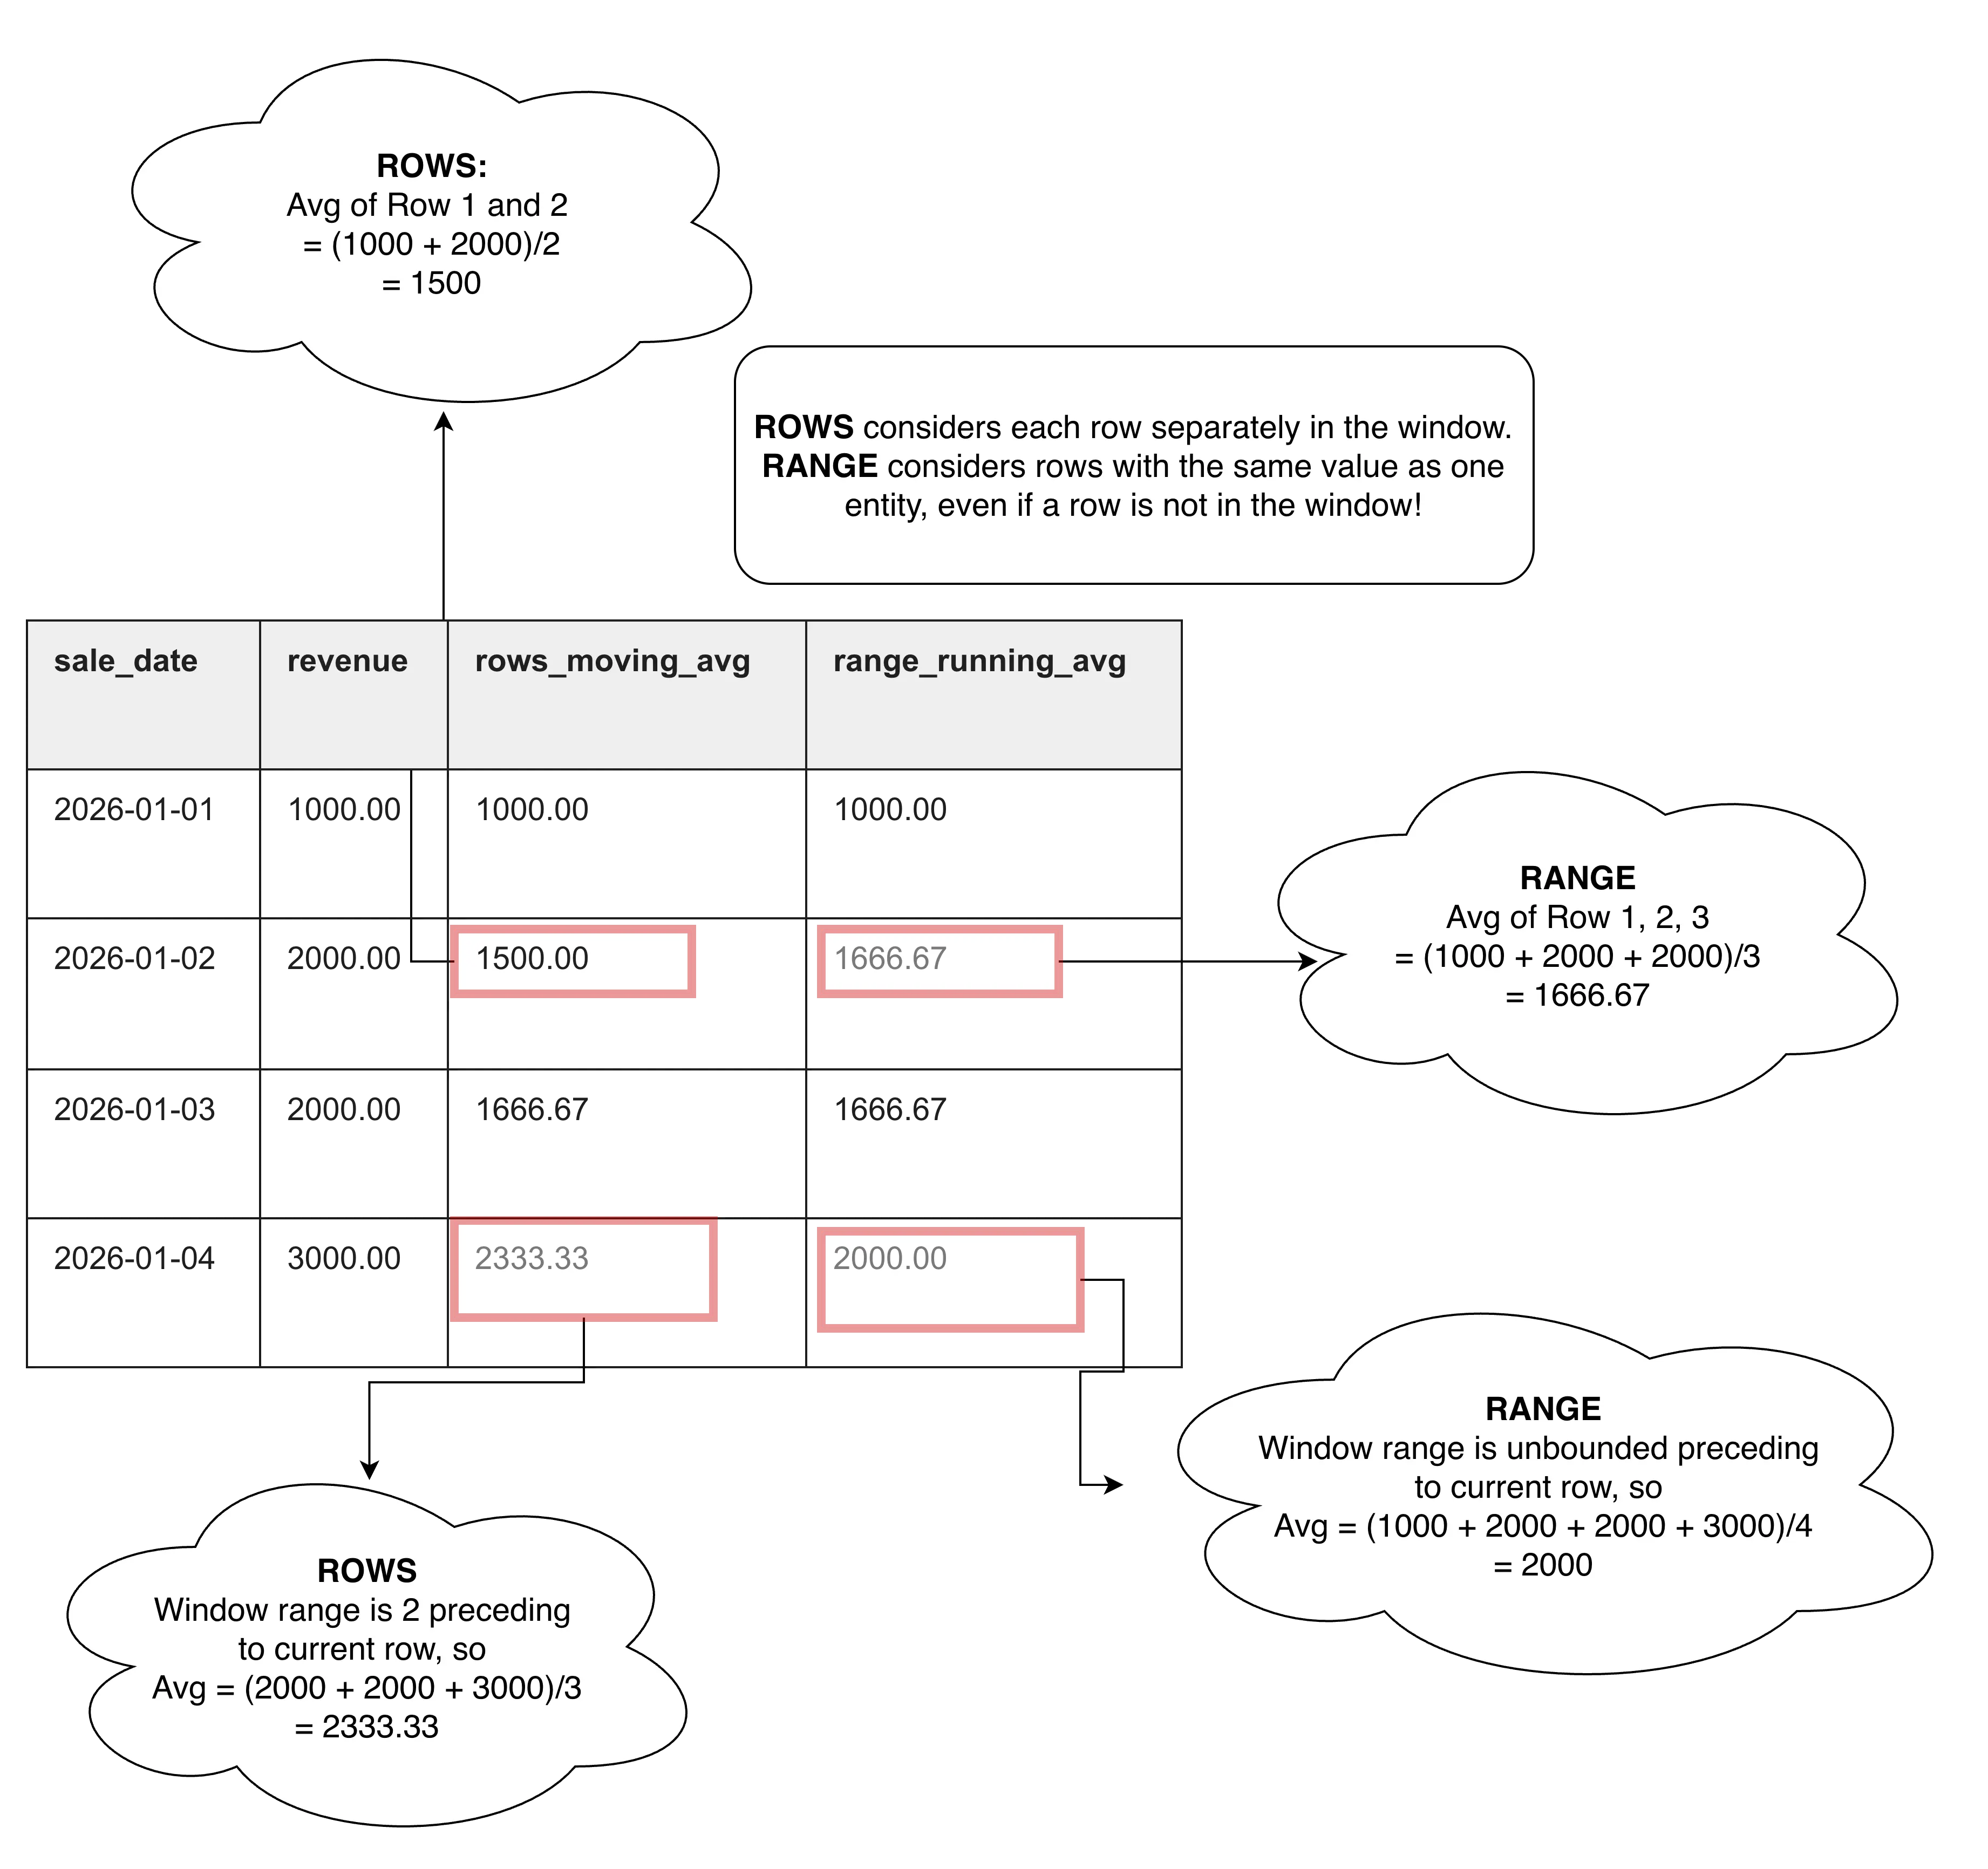 ROWS:
Avg of Row 1 and 2
= (1000 + 2000)/2
= 1500
ROWS considers each row separately in the window.
RANGE considers rows with the same value as one
entity, even if a row is not in the window!
sale_date revenue rows_moving_avg range_running_avg
2026-01-01 1000.00 1000.00 1000.00
2026-01-02 2000.00 1500.00 1666.67
2026-01-03 2000.00 1666.67 1666.67
2026-01-04 3000.00 2333.33 2000.00
RANGE
Avg of Row 1, 2, 3
= (1000 + 2000 + 2000)/3
= 1666.67
RANGE
Window range is unbounded preceding
to current row, so
Avg = (1000 + 2000 + 2000 + 3000)/4
= 2000
ROWS
Window range is 2 preceding
to current row, so
Avg = (2000 + 2000 + 3000)/3
= 2333.33